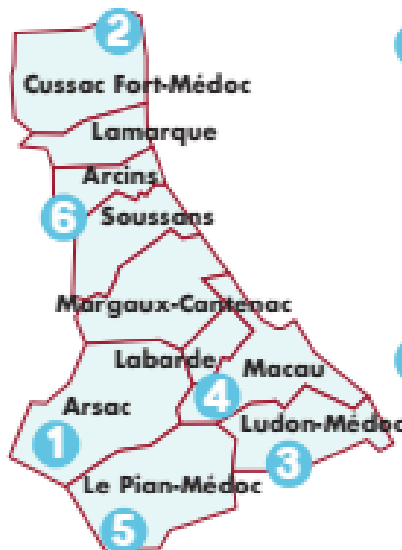 2
Cussac Fort-Médoc
Lamarque
Arcins
6
Soussans
Margaux-Cantenac
Labarde
Macau
4
Arsac
Ludon-Médoc
1
3
Le Pian-Médoc
5